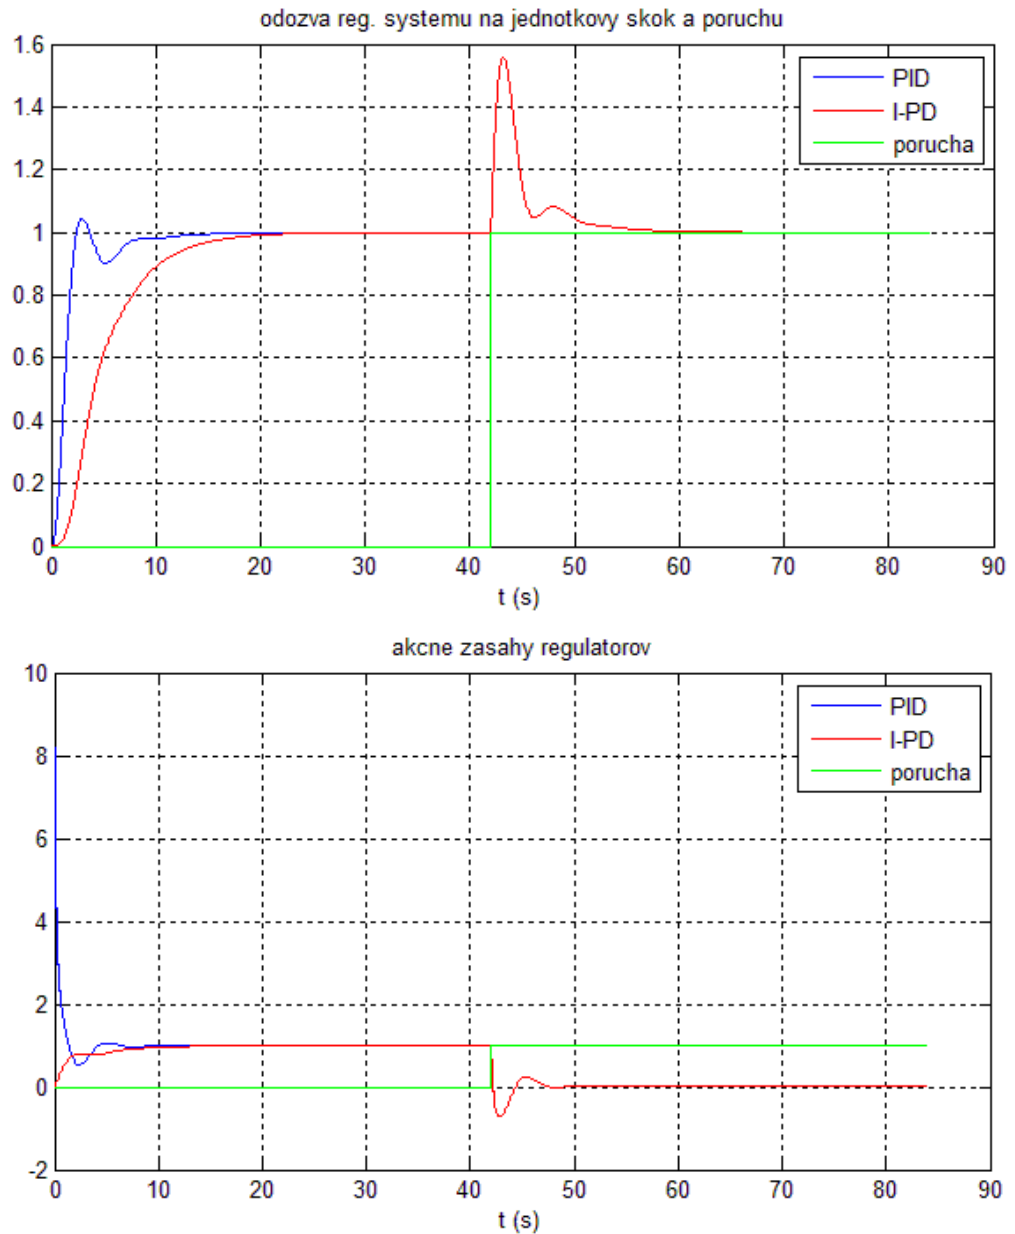 odozva reg. systemu na jednotkovy skok a poruchu
1.6
1.4
1.2
1
0.8
0.6
0.4
0.2
0
PID
I-PD
porucha
0 10 20 30 40 50 60 70 80 90
t (s)
akcne zasahy regulatorov
10
8
6
4
2
0
-2
PID
I-PD
porucha
0 10 20 30 40 50 60 70 80 90
t (s)